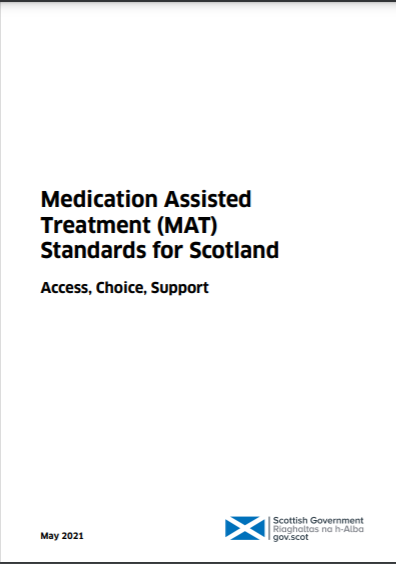 Medication Assisted
Treatment (MAT)
Standards for Scotland
Access, Choice, Support
May 2021
Scottish Government
Riaghaltas na h-Alba
gov.scot